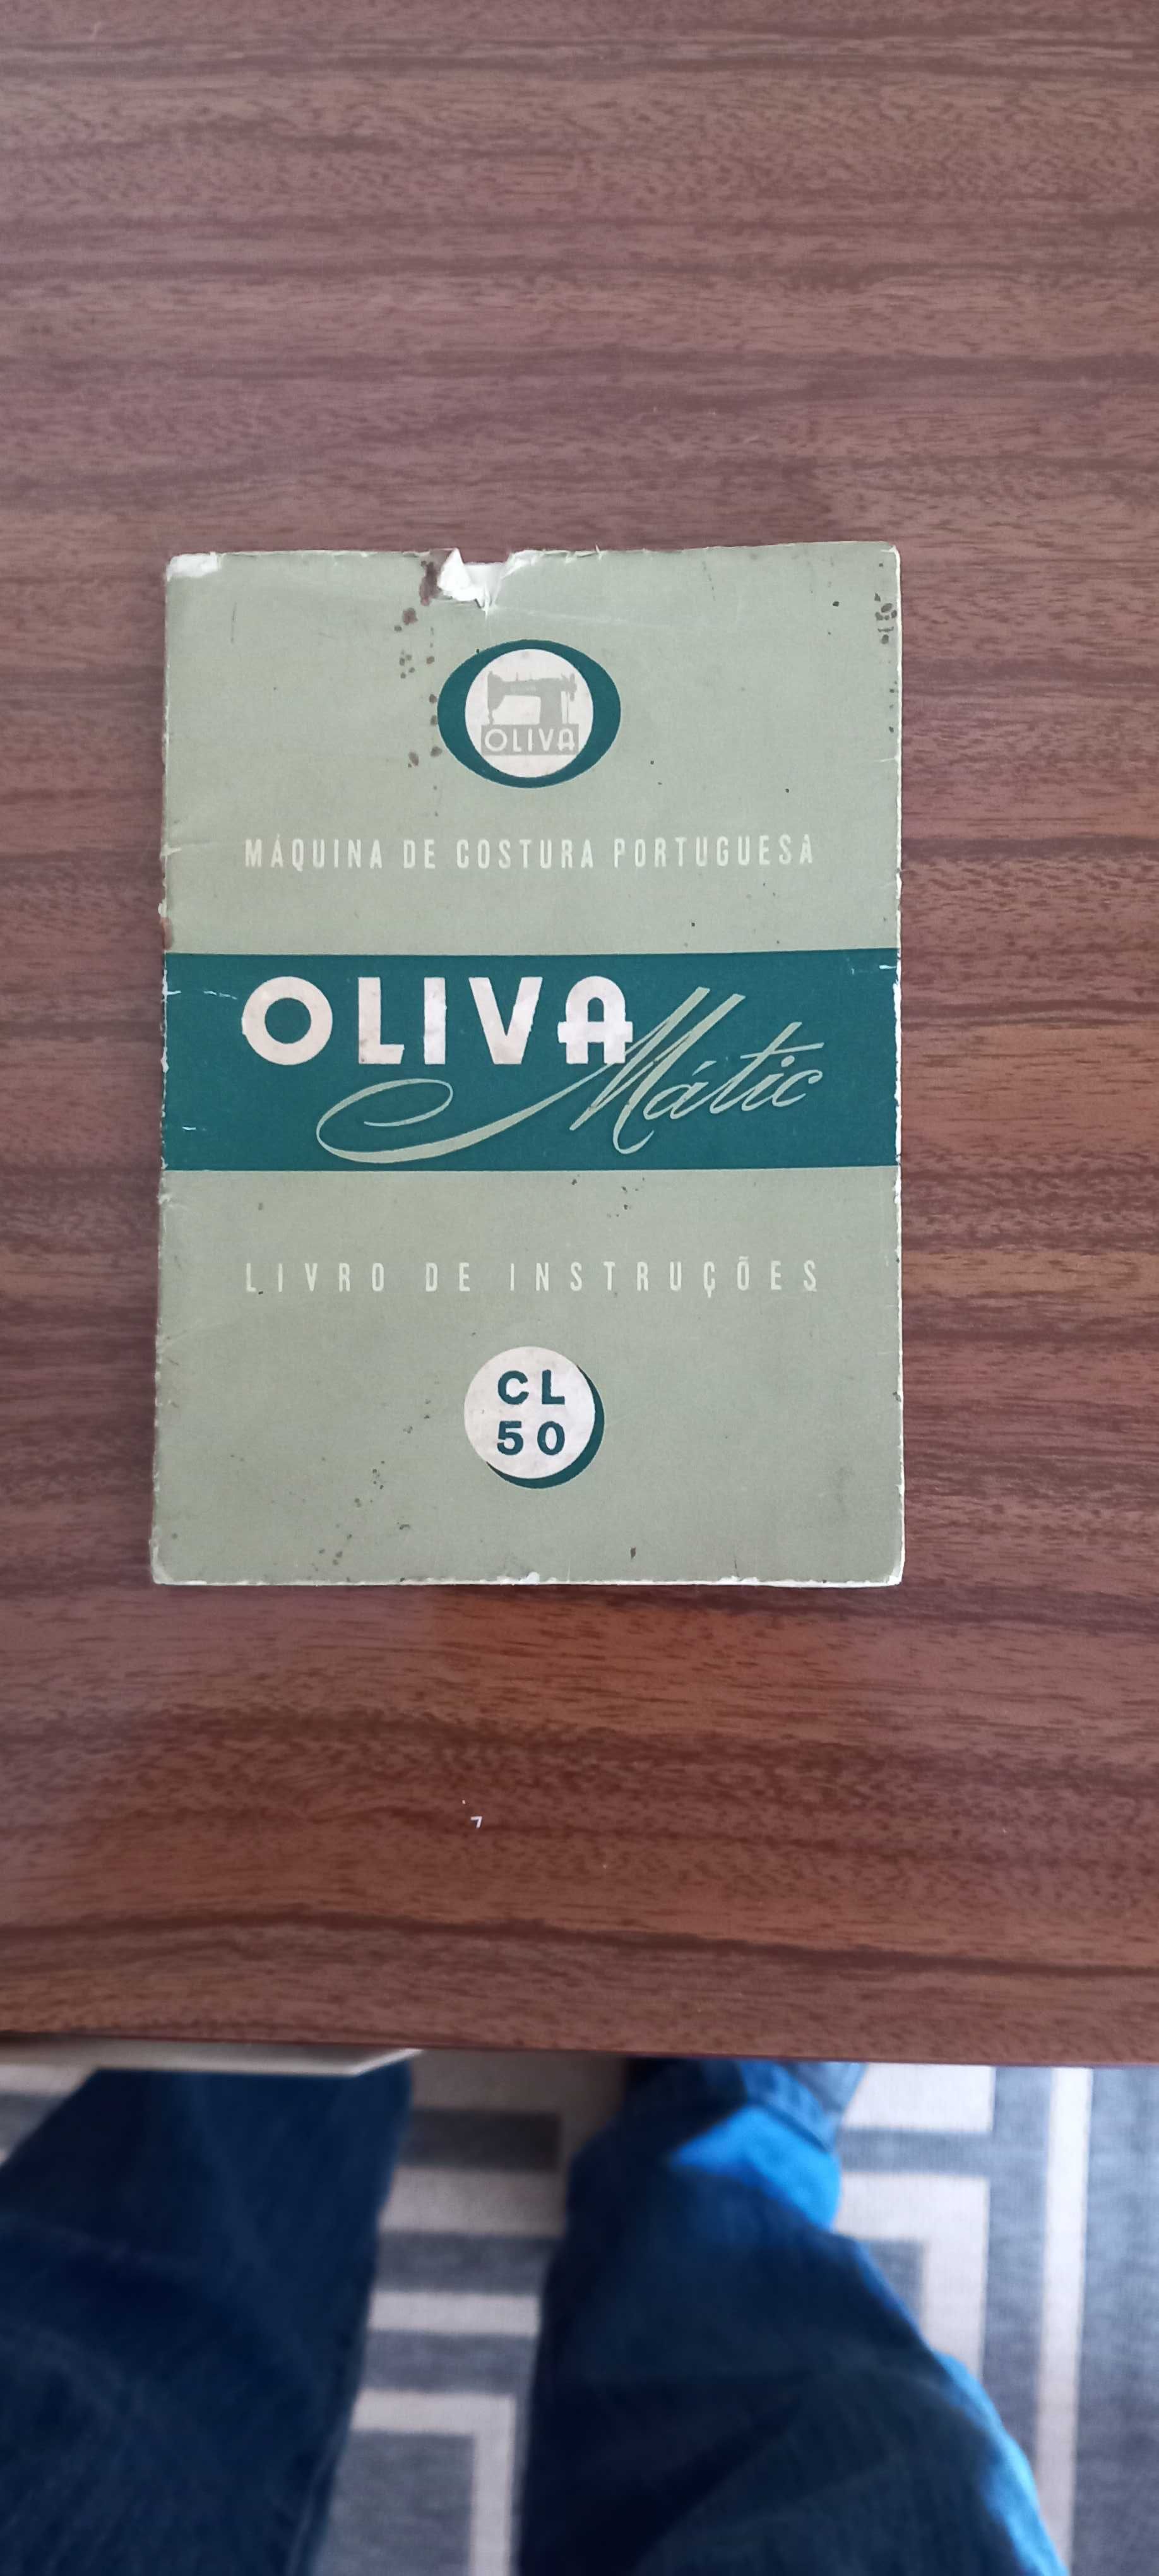 OLIVA
MÁQUINA DE COSTURA PORTUGUESA
OLIVA
Mátic
LIVRO DE INSTRUÇÕES
CL
50